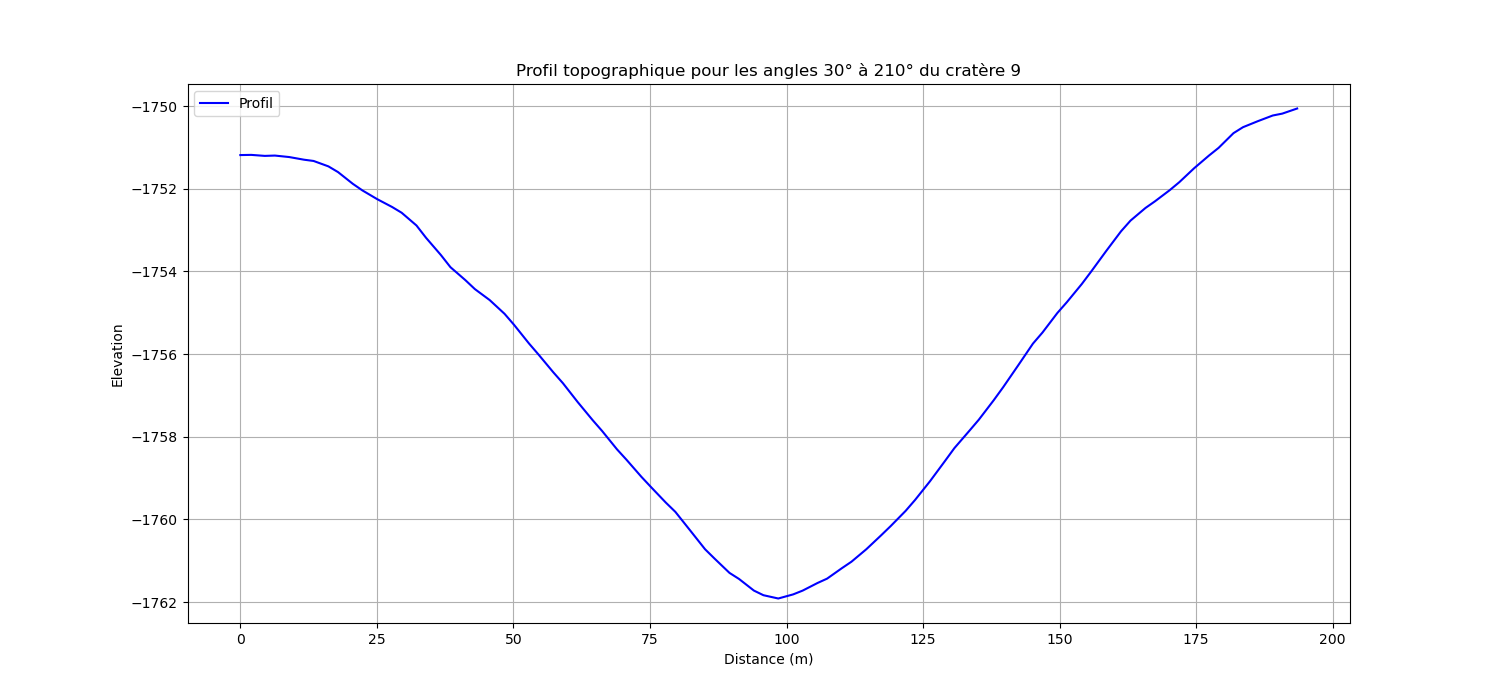 Profil topographique pour les angles 30° à 210° du cratère 9
Profil
−1750
−1752
−1754
−1756
−1758
−1760
−1762
Elevation
0 25 50 75 100 125 150 175 200
Distance (m)